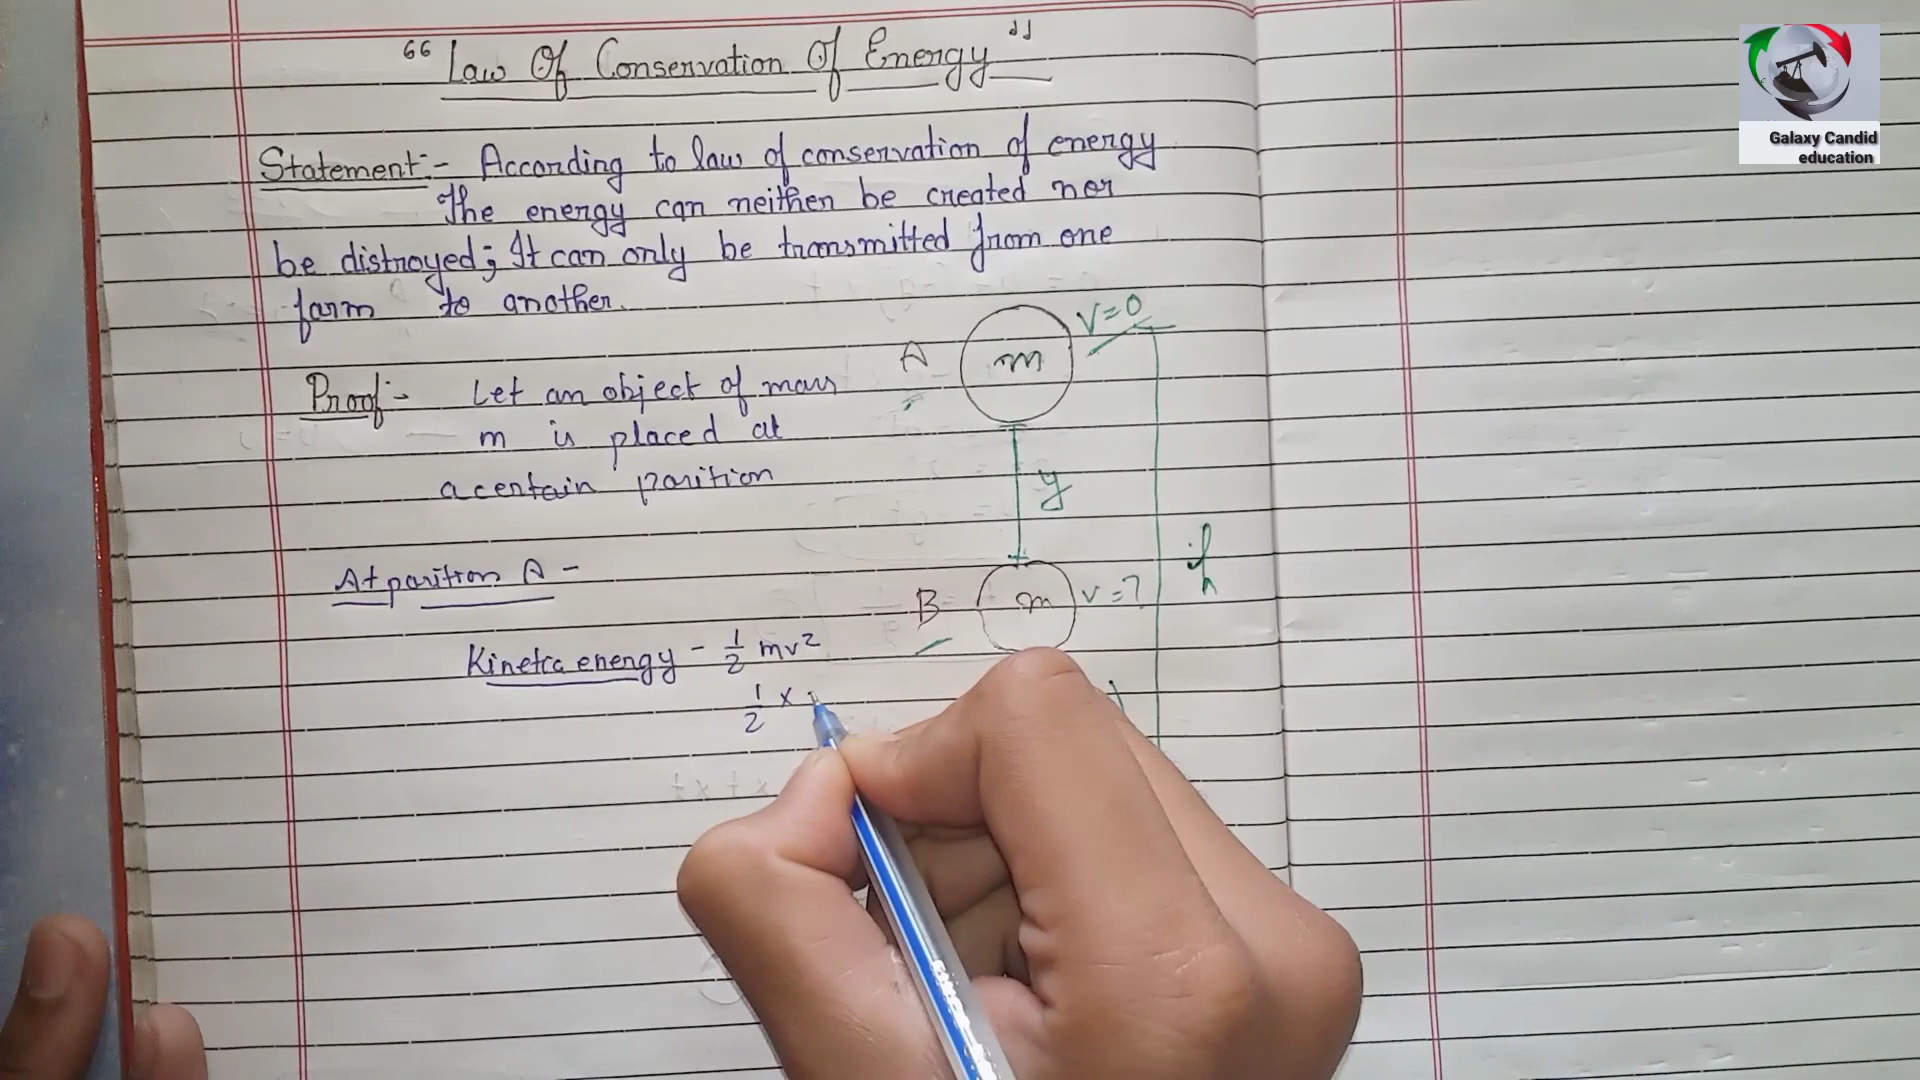 “Law Of Conservation Of Energy”
Statement:- According to law of conservation of energy
The energy can neither be created nor
be distroyed; It can only be transmitted from one
form to another.
Proof:- Let an object of mass
m is placed at
a certain position
A m V=0
y
h
At position A -
B m v=?
Kinetic energy - 1/2 mv²
1/2 ×
Galaxy Candid
education